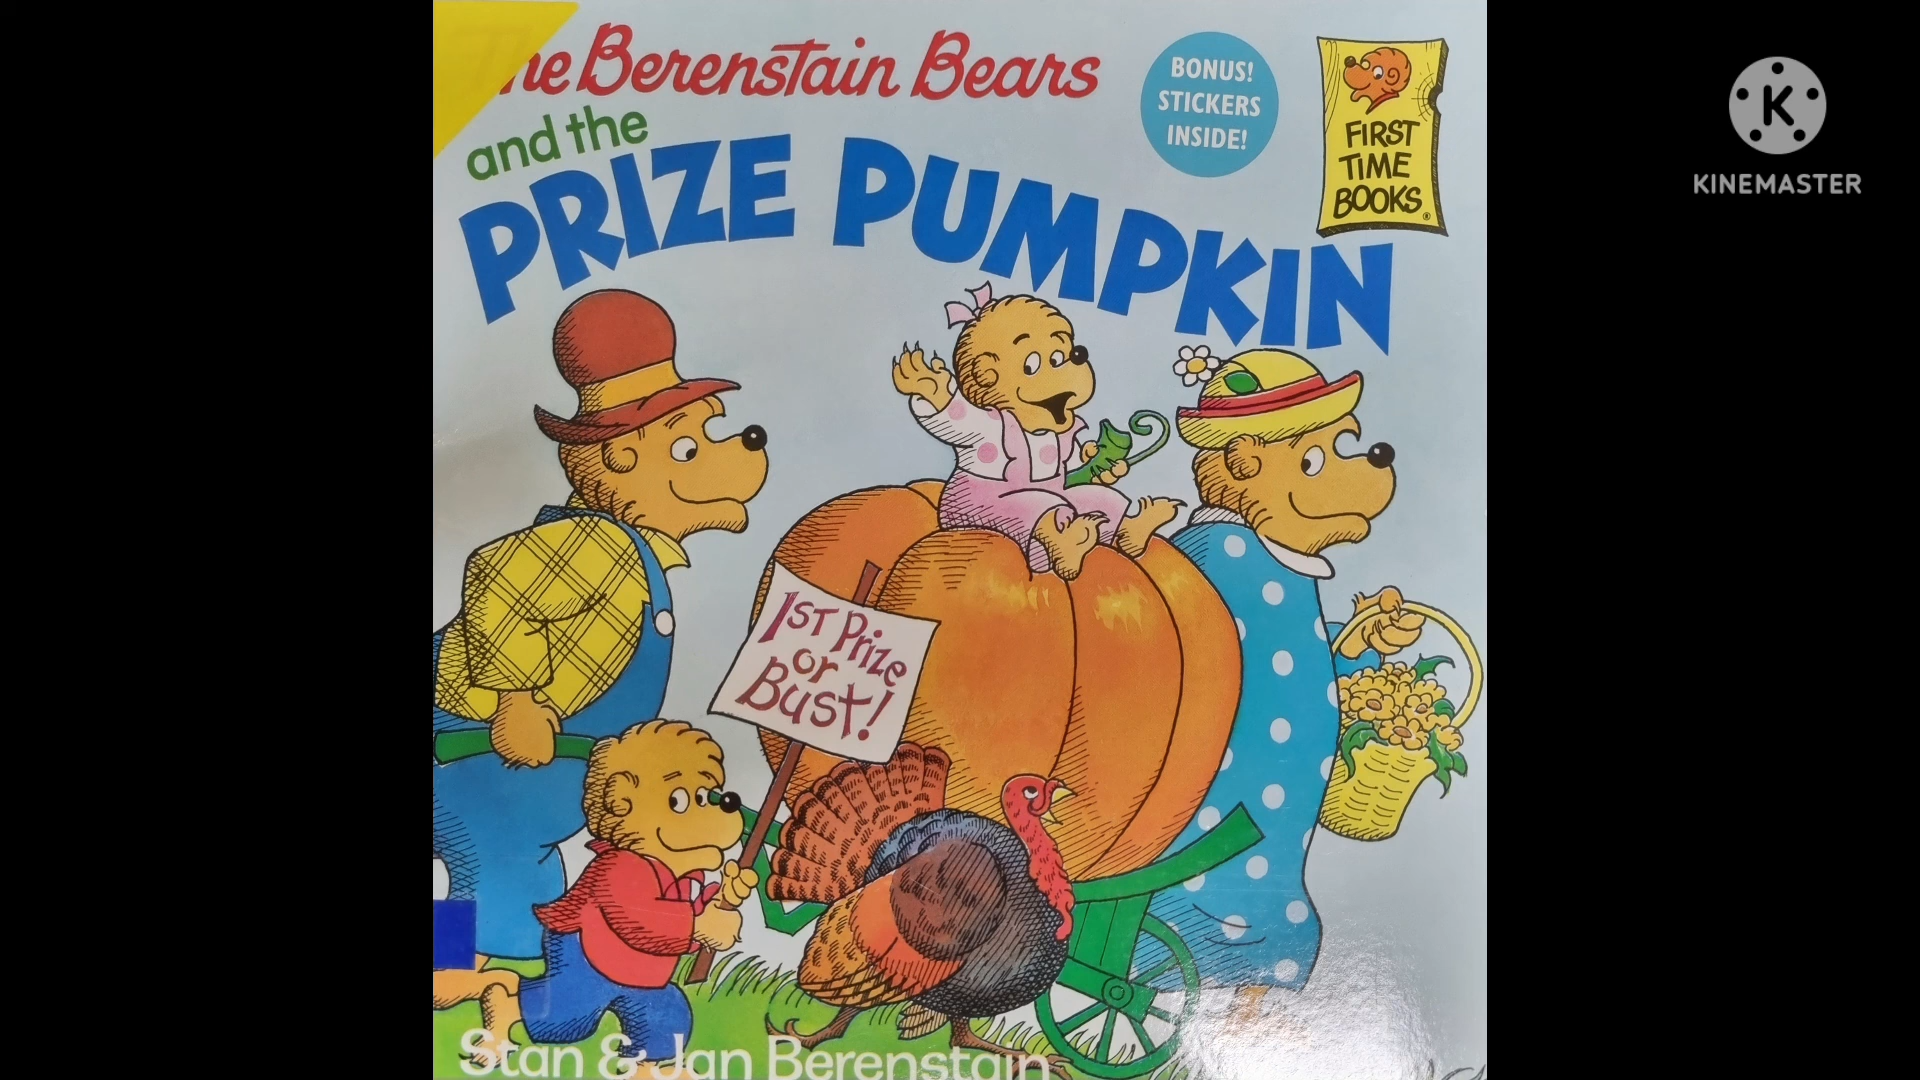 The Berenstain Bears
and the
PRIZE PUMPKIN
BONUS!
STICKERS
INSIDE!
FIRST
TIME
BOOKS®
1ST Prize
or
Bust!
Stan & Jan Berenstain
KINEMASTER